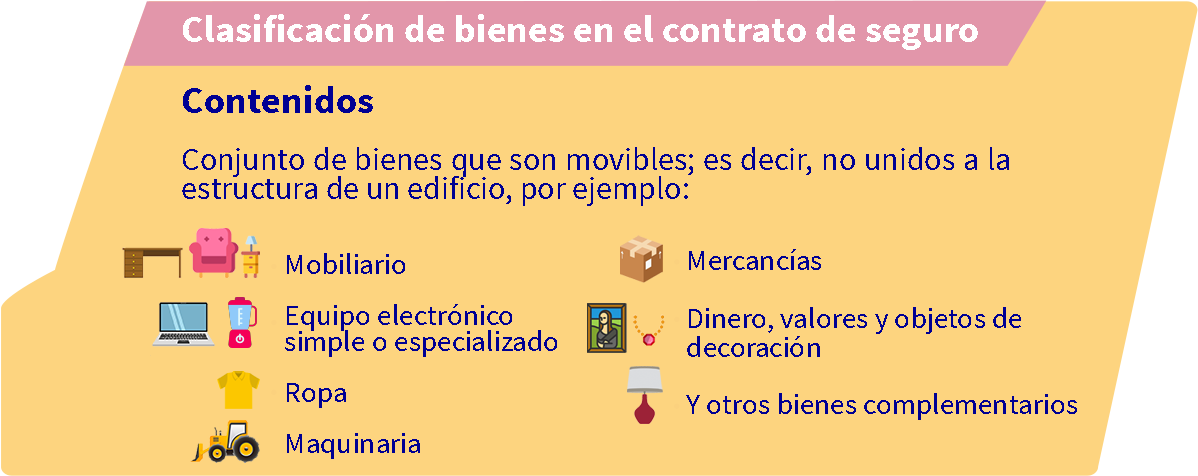 Clasificación de bienes en el contrato de seguro
Contenidos
Conjunto de bienes que son movibles; es decir, no unidos a la
estructura de un edificio, por ejemplo:
Mobiliario
Equipo electrónico
simple o especializado
Ropa
Maquinaria
Mercancías
Dinero, valores y objetos de
decoración
Y otros bienes complementarios